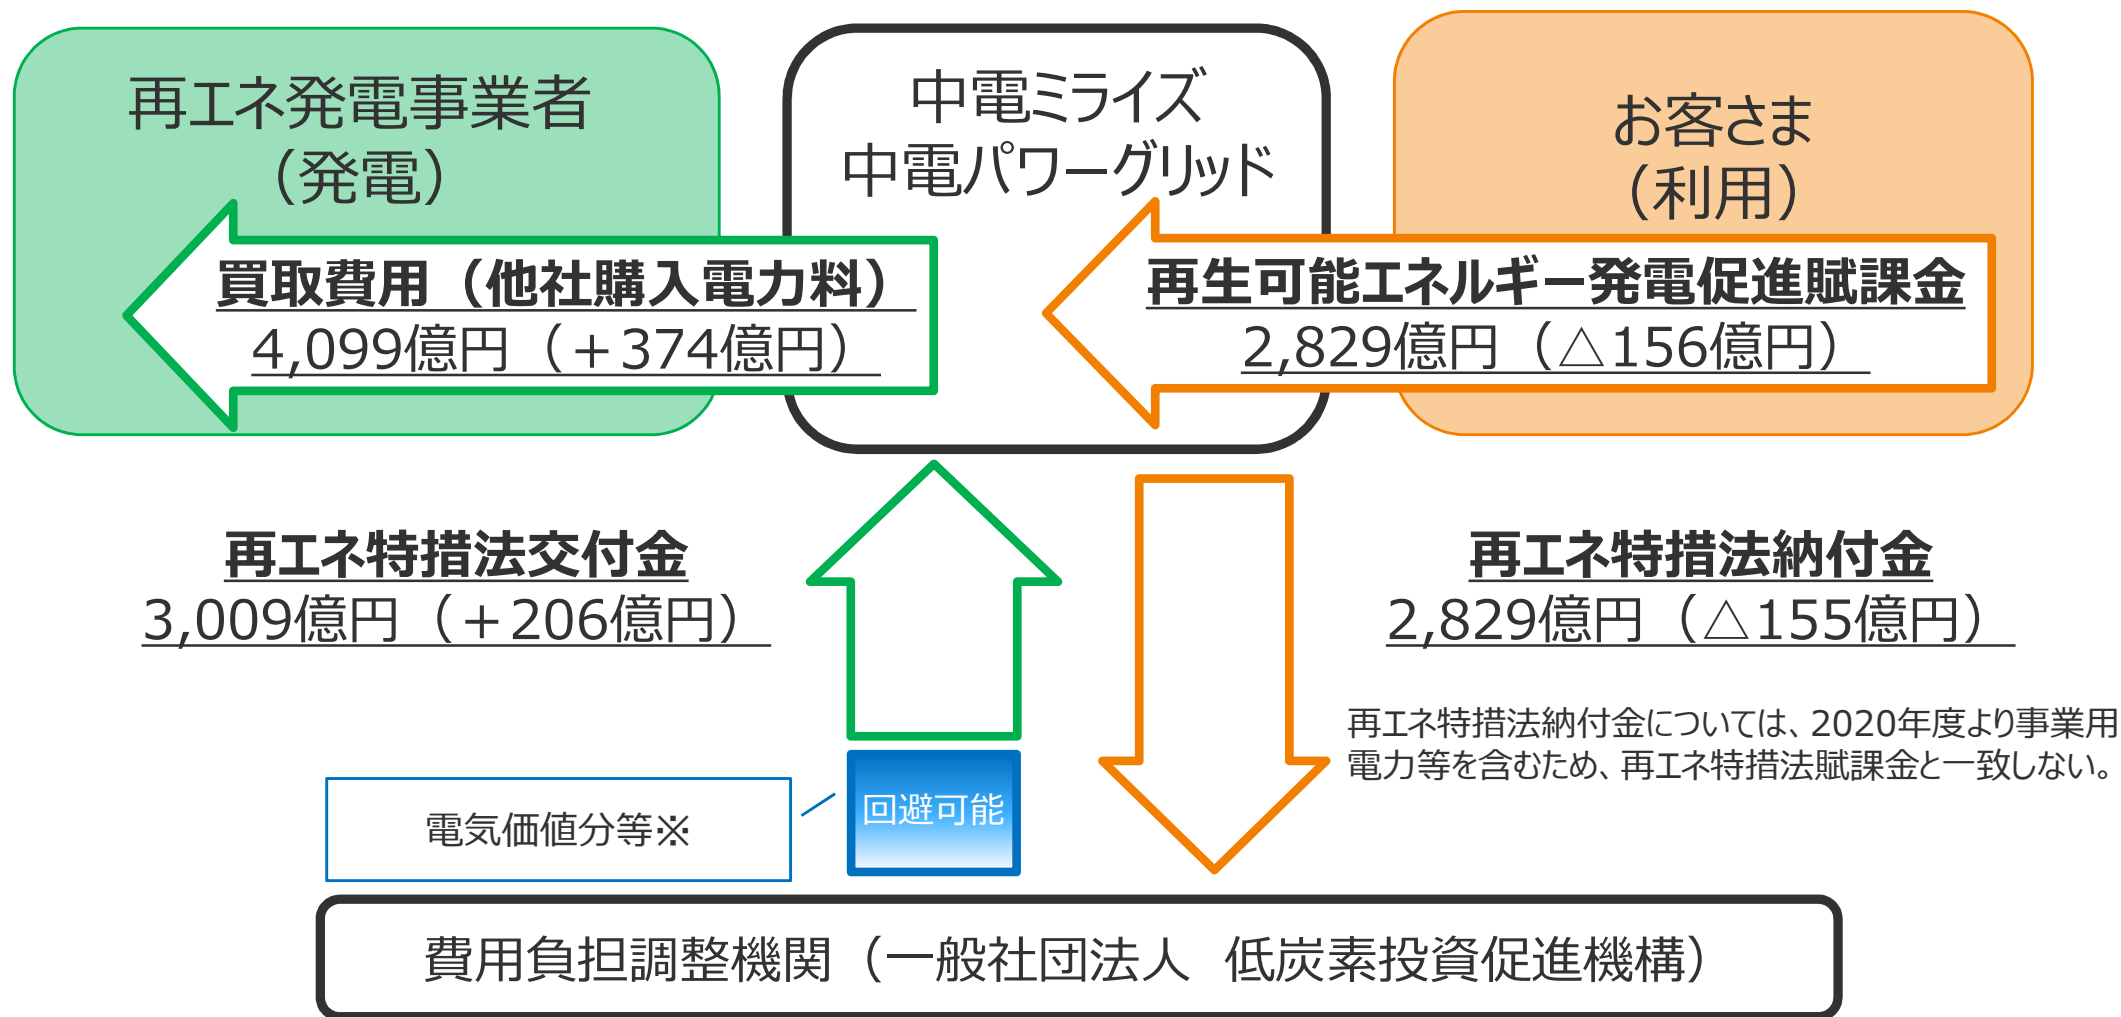 再エネ発電事業者
（発電）
中電ミライズ
中電パワーグリッド
お客さま
（利用）
買取費用（他社購入電力料）
4,099億円（＋374億円）
再生可能エネルギー発電促進賦課金
2,829億円（△156億円）
再エネ特措法交付金
3,009億円（＋206億円）
再エネ特措法納付金
2,829億円（△155億円）
再エネ特措法納付金については、2020年度より事業用
電力等を含むため、再エネ特措法賦課金と一致しない。
電気価値分等※
回避可能
費用負担調整機関（一般社団法人　低炭素投資促進機構）